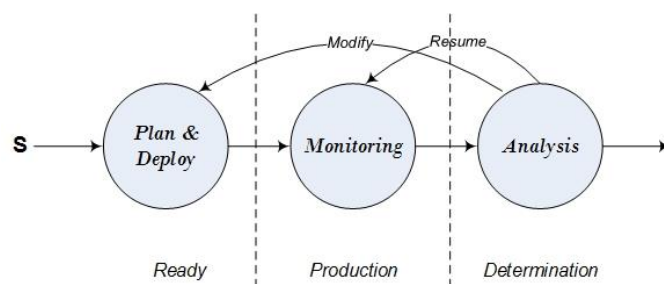 Modify
Resume
S
Plan &
Deploy
Monitoring
Analysis
Ready
Production
Determination